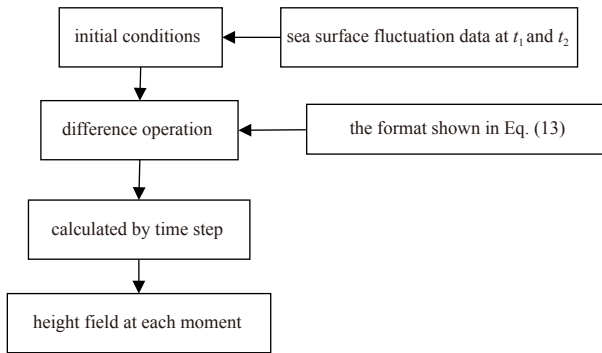 initial conditions
sea surface fluctuation data at t₁ and t₂
difference operation
the format shown in Eq. (13)
calculated by time step
height field at each moment